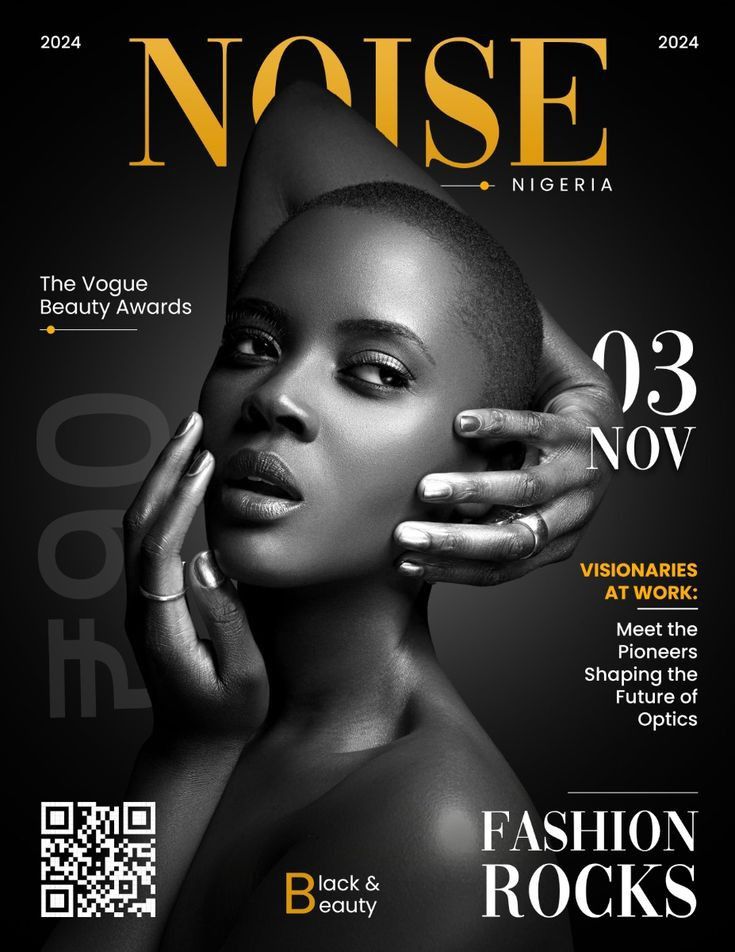 2024
NOISE
2024
NIGERIA
The Vogue
Beauty Awards
03
NOV
₹90
VISIONARIES
AT WORK:
Meet the
Pioneers
Shaping the
Future of
Optics
FASHION
ROCKS
Black &
Beauty